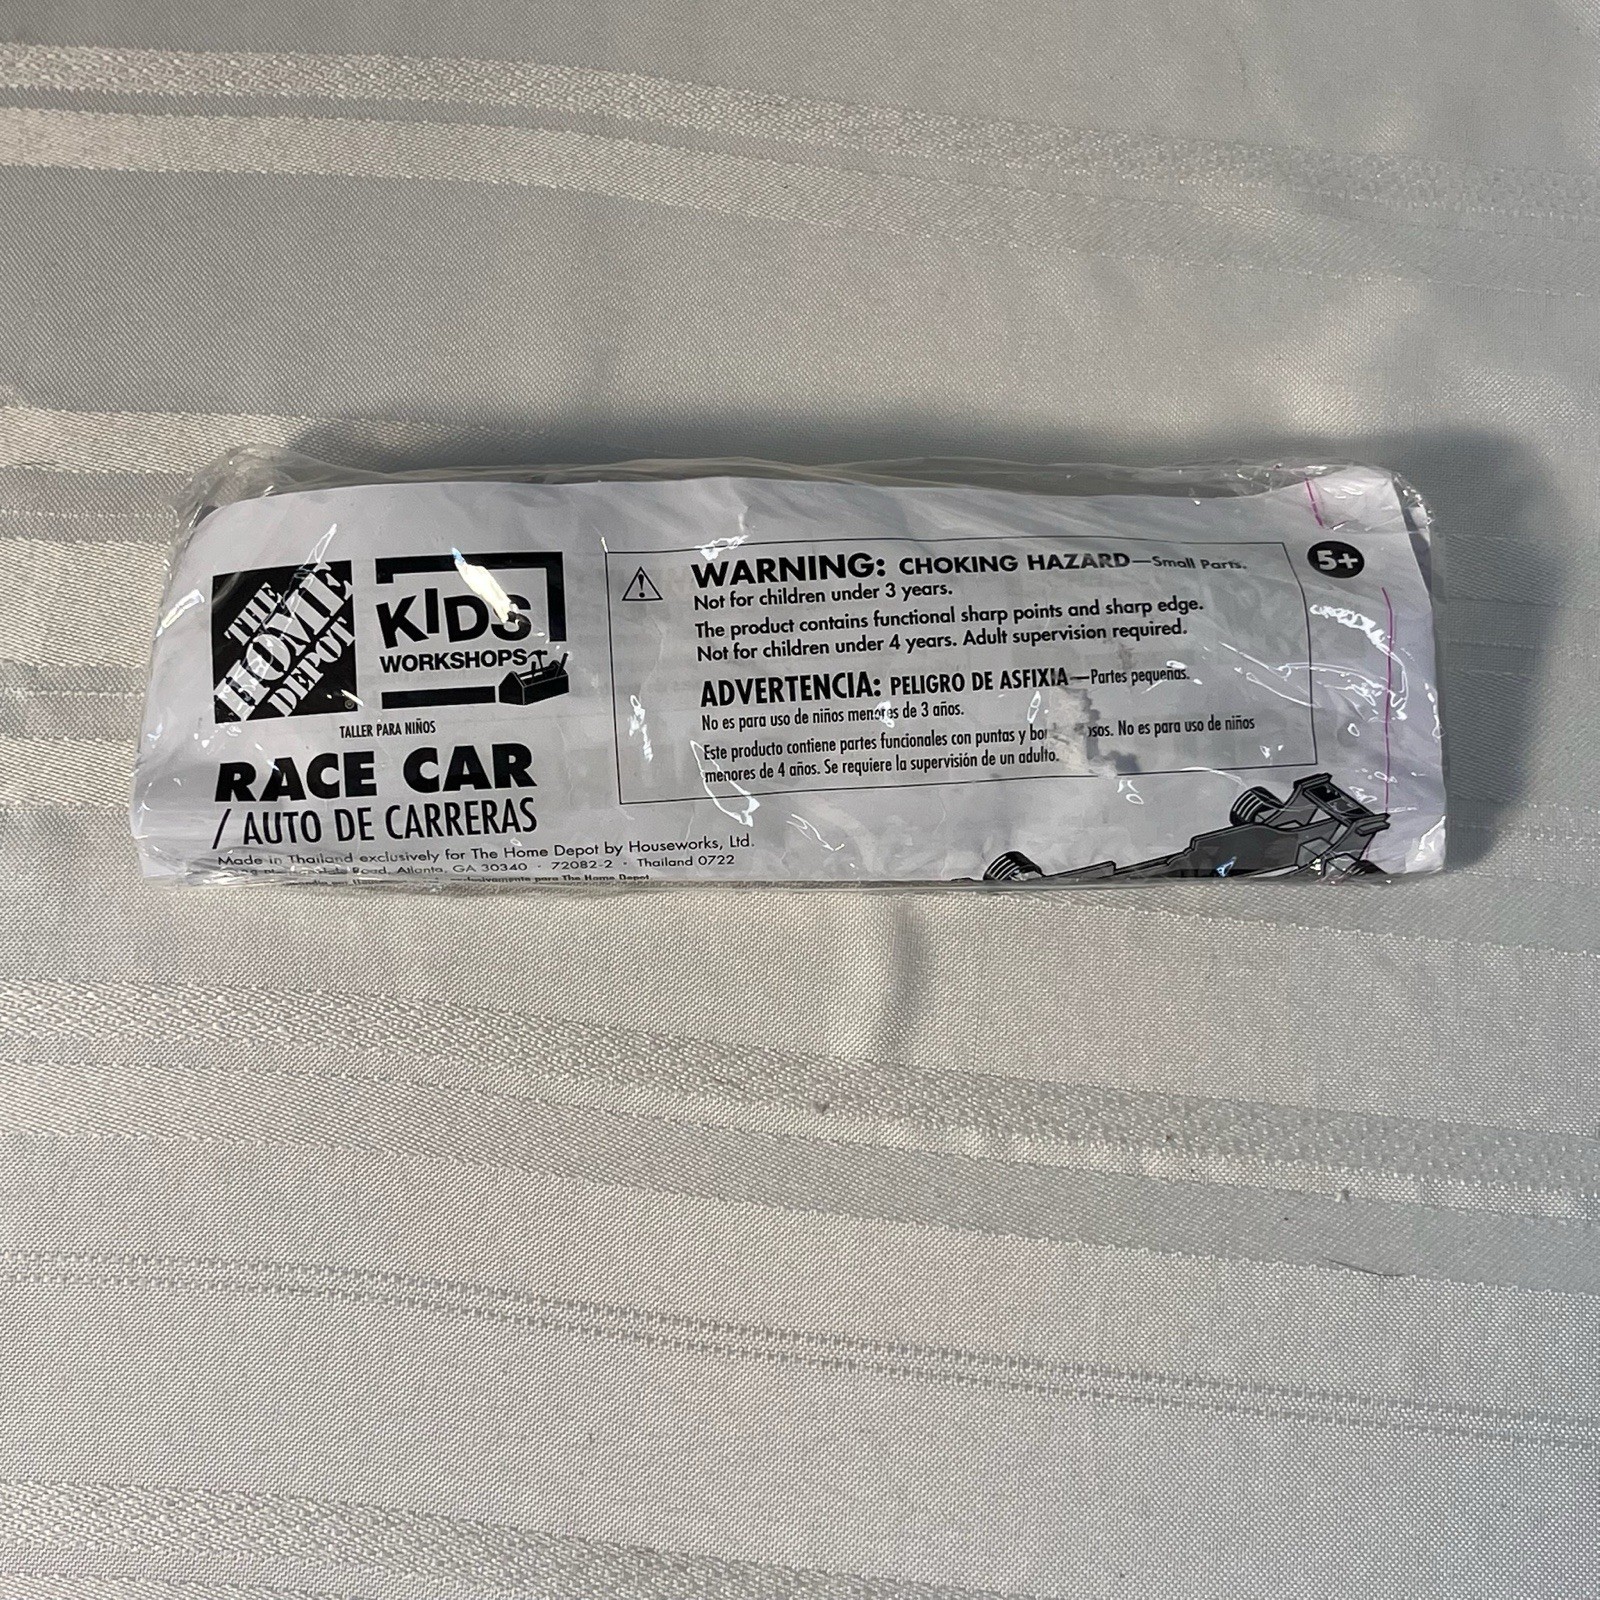 THE
HOME
DEPOT
KIDS
WORKSHOPS
TALLER PARA NIÑOS
RACE CAR
/ AUTO DE CARRERAS
Made in Thailand exclusively for The Home Depot by Houseworks, Ltd.
Road, Atlanta, GA 30340 · 72082-2 · Thailand 0722
para The Home Depot.
WARNING: CHOKING HAZARD—Small Parts.
Not for children under 3 years.
The product contains functional sharp points and sharp edge.
Not for children under 4 years. Adult supervision required.
ADVERTENCIA: PELIGRO DE ASFIXIA—Partes pequeñas.
No es para uso de niños menores de 3 años.
Este producto contiene partes funcionales con puntas y No es para uso de niños
menores de 4 años. Se requiere la supervisión de un adulto.
5+